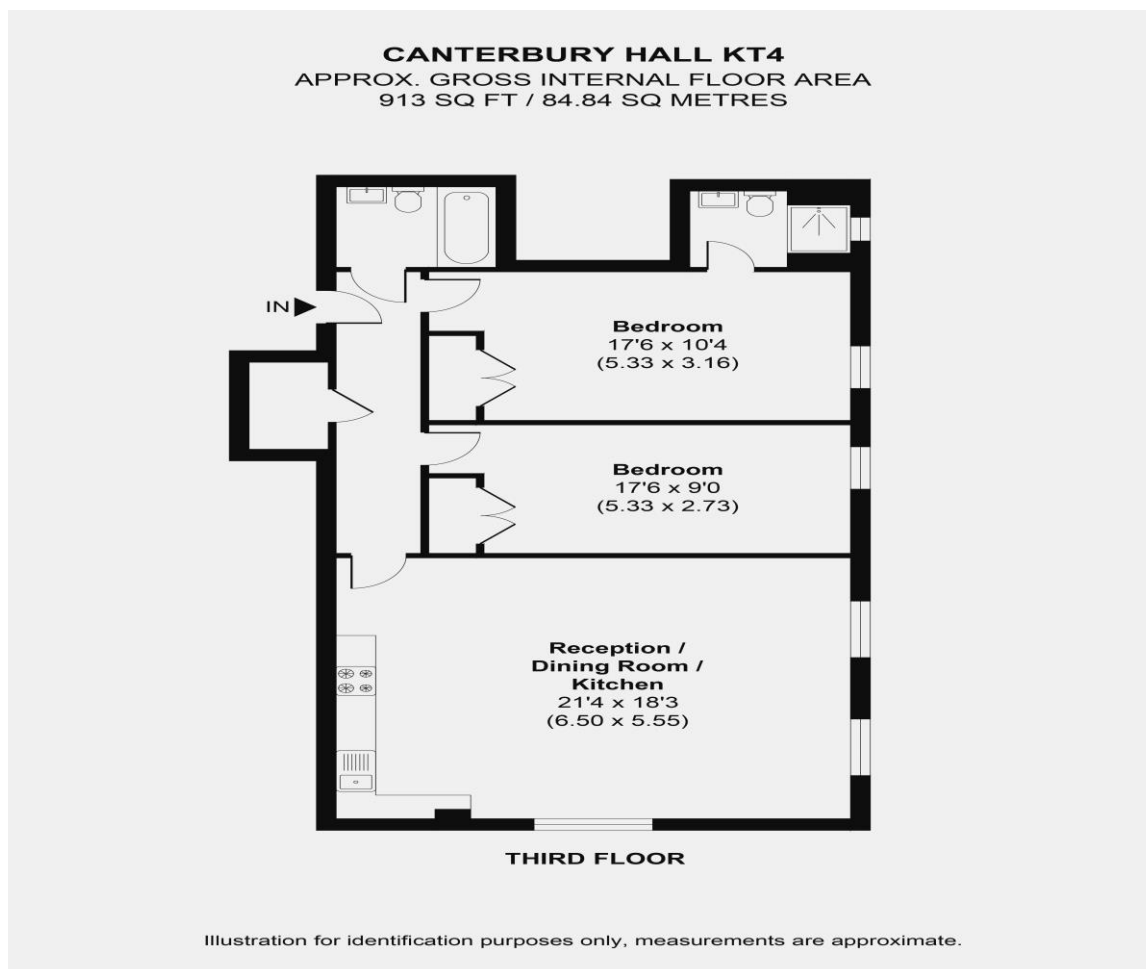 CANTERBURY HALL KT4
APPROX. GROSS INTERNAL FLOOR AREA
913 SQ FT / 84.84 SQ METRES
IN
Bedroom
17'6 x 10'4
(5.33 x 3.16)
Bedroom
17'6 x 9'0
(5.33 x 2.73)
Reception /
Dining Room /
Kitchen
21'4 x 18'3
(6.50 x 5.55)
THIRD FLOOR
Illustration for identification purposes only, measurements are approximate.